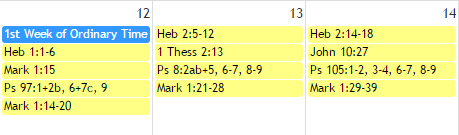 12
1st Week of Ordinary Time
Heb 1:1-6
Mark 1:15
Ps 97:1+2b, 6+7c, 9
Mark 1:14-20
13
Heb 2:5-12
1 Thess 2:13
Ps 8:2ab+5, 6-7, 8-9
Mark 1:21-28
14
Heb 2:14-18
John 10:27
Ps 105:1-2, 3-4, 6-7, 8-9
Mark 1:29-39